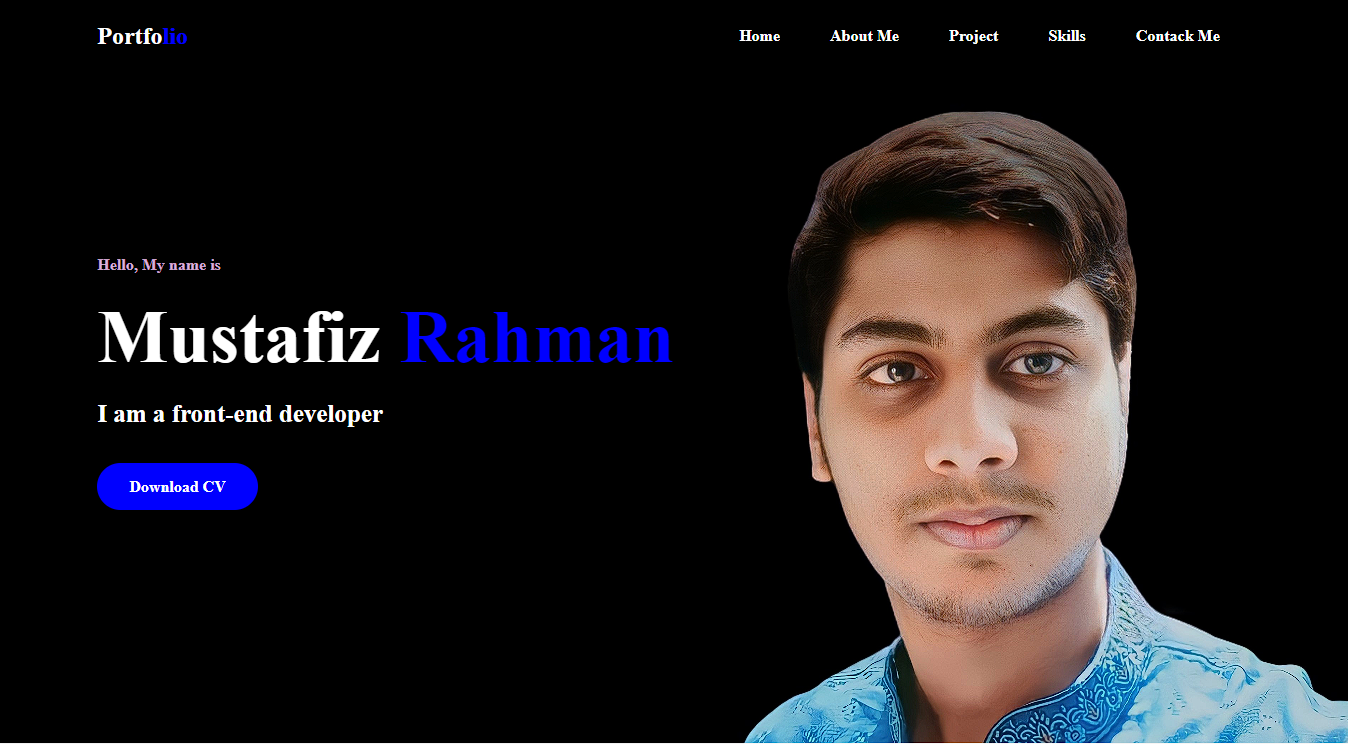 Portfolio
Home About Me Project Skills Contack Me
Hello, My name is
Mustafiz Rahman
I am a front-end developer
Download CV